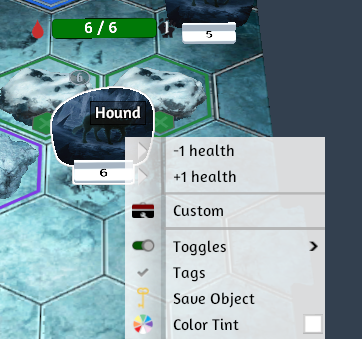 6 / 6
5
6
Hound
6
-1 health
+1 health
Custom
Toggles
Tags
Save Object
Color Tint